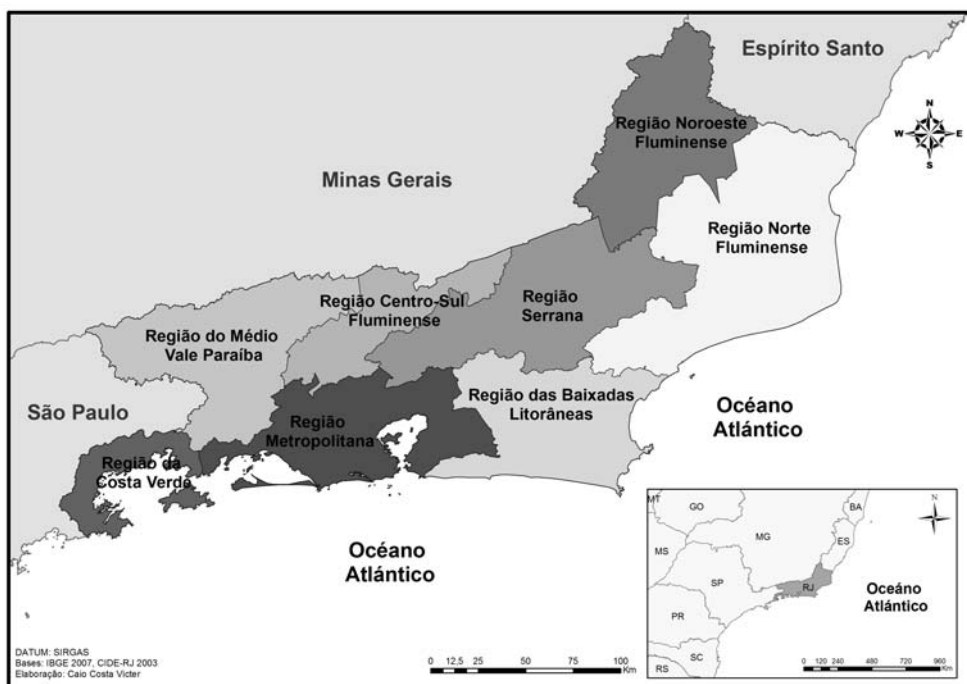 Espírito Santo
N
W E
S
Região Noroeste
Fluminense
Minas Gerais
Região Norte
Fluminense
Região Centro-Sul
Fluminense
Região
Serrana
Região do Médio
Vale Paraíba
Região das Baixadas
Litorâneas
São Paulo
Região
Metropolitana
Océano
Atlántico
Região da
Costa Verde
Océano
Atlántico
N
MT
GO
BA
MG
ES
MS
SP
RJ
Oceáno
Atlántico
PR
SC
RS
0 120 240 480 720 960
Km
DATUM: SIRGAS
Bases: IBGE 2007, CIDE-RJ 2003
Elaboração: Caio Costa Victer
0 12,5 25 50 75 100
Km